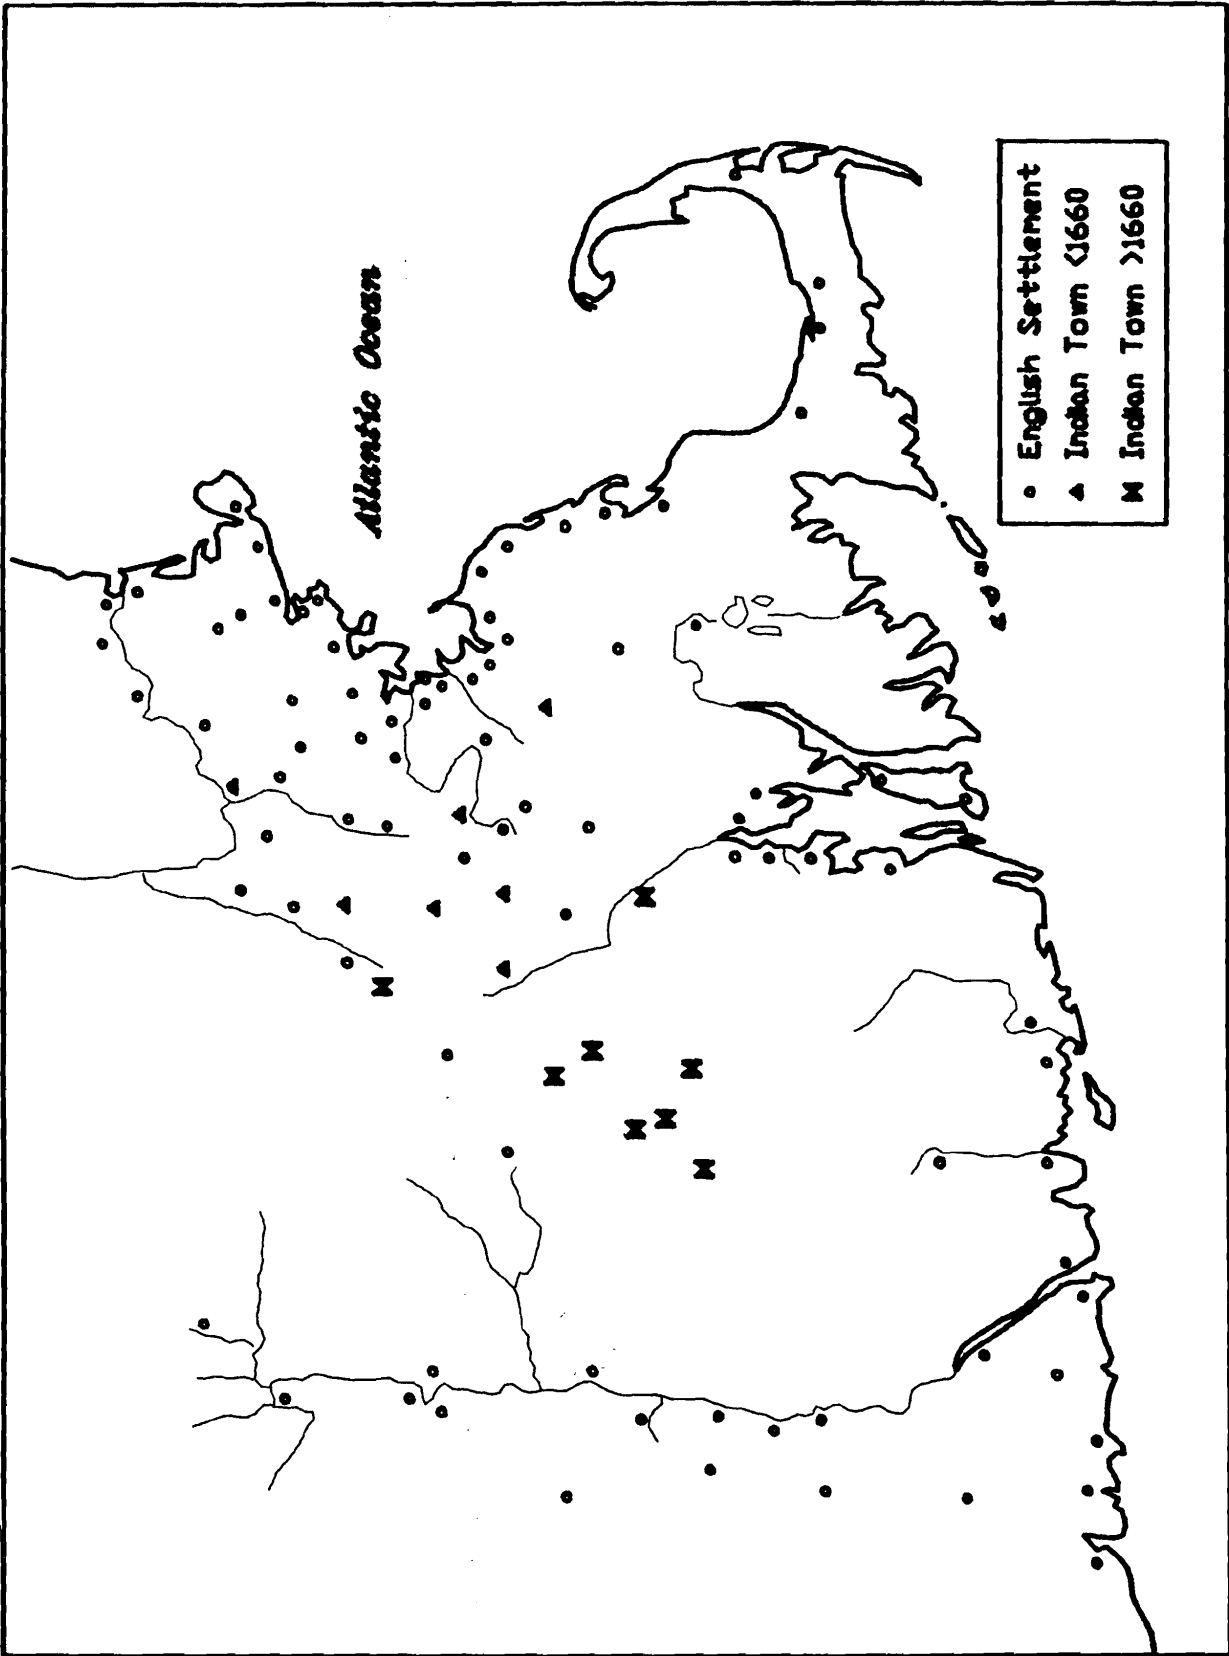 Atlantic Ocean
English Settlement
Indian Town <1660
Indian Town >1660